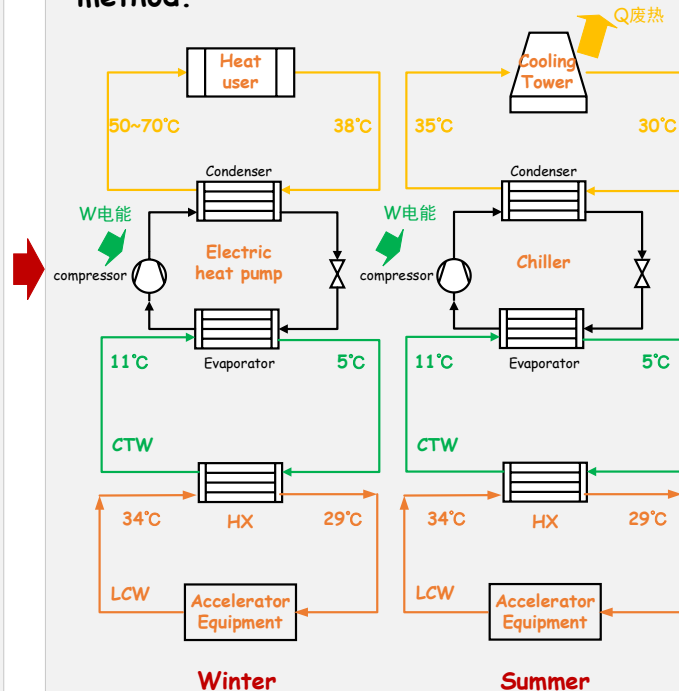 method:
Q废热
Heat
user
Cooling
Tower
50~70℃
38℃
35℃
30℃
Condenser
Condenser
W电能
W电能
Electric
heat pump
Chiller
compressor
compressor
Evaporator
Evaporator
11℃
5℃
11℃
5℃
CTW
CTW
34℃
HX
29℃
34℃
HX
29℃
LCW
Accelerator
Equipment
LCW
Accelerator
Equipment
Winter
Summer